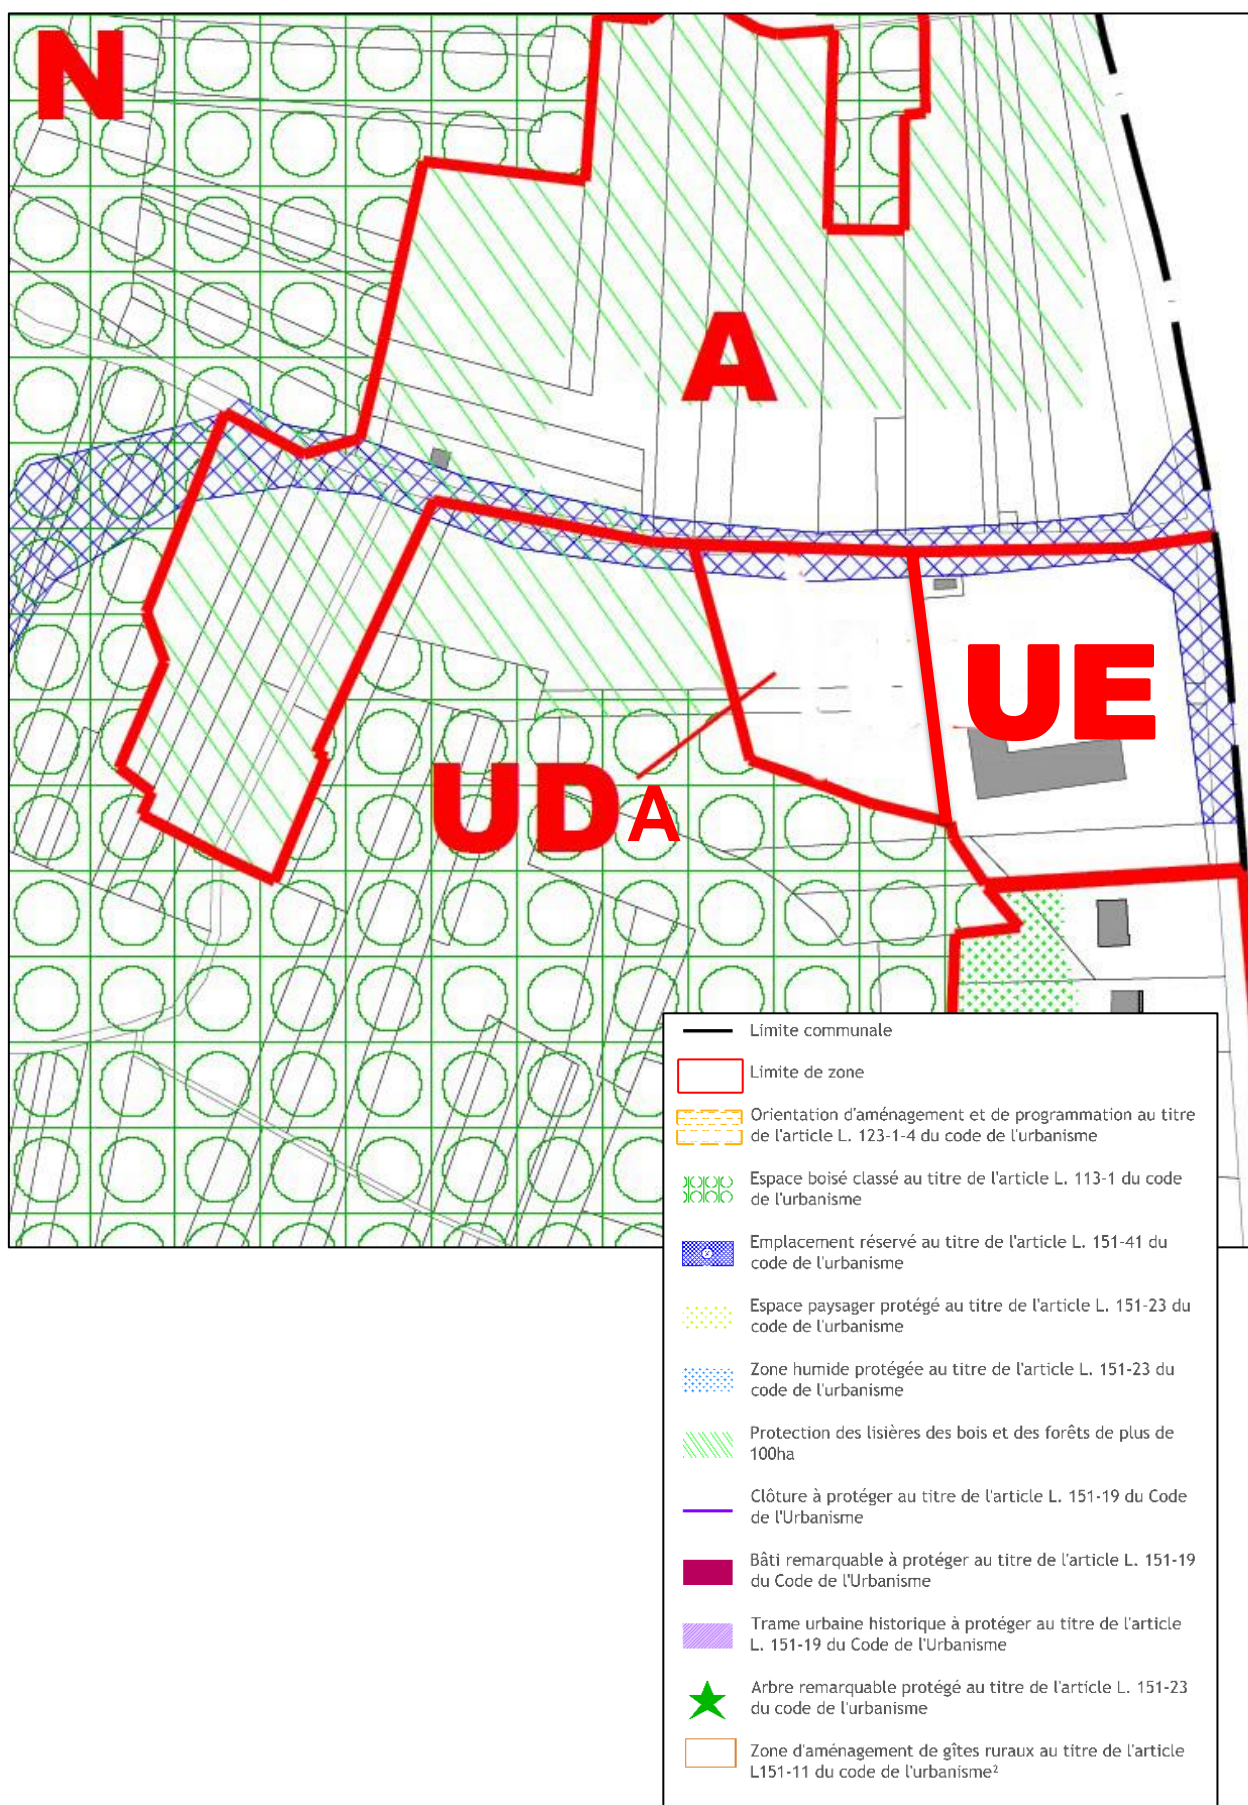 N
A
UE
UDA
Limite communale
Limite de zone
Orientation d'aménagement et de programmation au titre
de l'article L. 123-1-4 du code de l'urbanisme
Espace boisé classé au titre de l'article L. 113-1 du code
de l'urbanisme
Emplacement réservé au titre de l'article L. 151-41 du
code de l'urbanisme
Espace paysager protégé au titre de l'article L. 151-23 du
code de l'urbanisme
Zone humide protégée au titre de l'article L. 151-23 du
code de l'urbanisme
Protection des lisières des bois et des forêts de plus de
100ha
Clôture à protéger au titre de l'article L. 151-19 du Code
de l'Urbanisme
Bâti remarquable à protéger au titre de l'article L. 151-19
du Code de l'Urbanisme
Trame urbaine historique à protéger au titre de l'article
L. 151-19 du Code de l'Urbanisme
Arbre remarquable protégé au titre de l'article L. 151-23
du code de l'urbanisme
Zone d'aménagement de gîtes ruraux au titre de l'article
L151-11 du code de l'urbanisme²